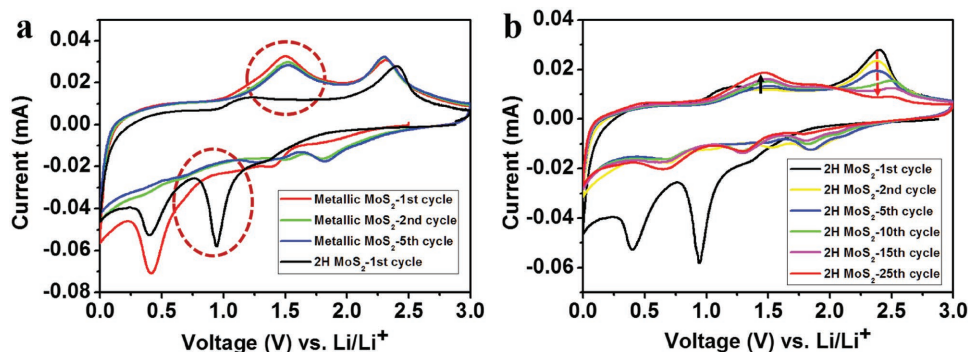 a
0.04
0.02
0.00
-0.02
-0.04
-0.06
-0.08
Current (mA)
0.0 0.5 1.0 1.5 2.0 2.5 3.0
Voltage (V) vs. Li/Li⁺
Metallic MoS₂-1st cycle
Metallic MoS₂-2nd cycle
Metallic MoS₂-5th cycle
2H MoS₂-1st cycle
b
0.04
0.02
0.00
-0.02
-0.04
-0.06
Current (mA)
0.0 0.5 1.0 1.5 2.0 2.5 3.0
Voltage (V) vs. Li/Li⁺
2H MoS₂-1st cycle
2H MoS₂-2nd cycle
2H MoS₂-5th cycle
2H MoS₂-10th cycle
2H MoS₂-15th cycle
2H MoS₂-25th cycle